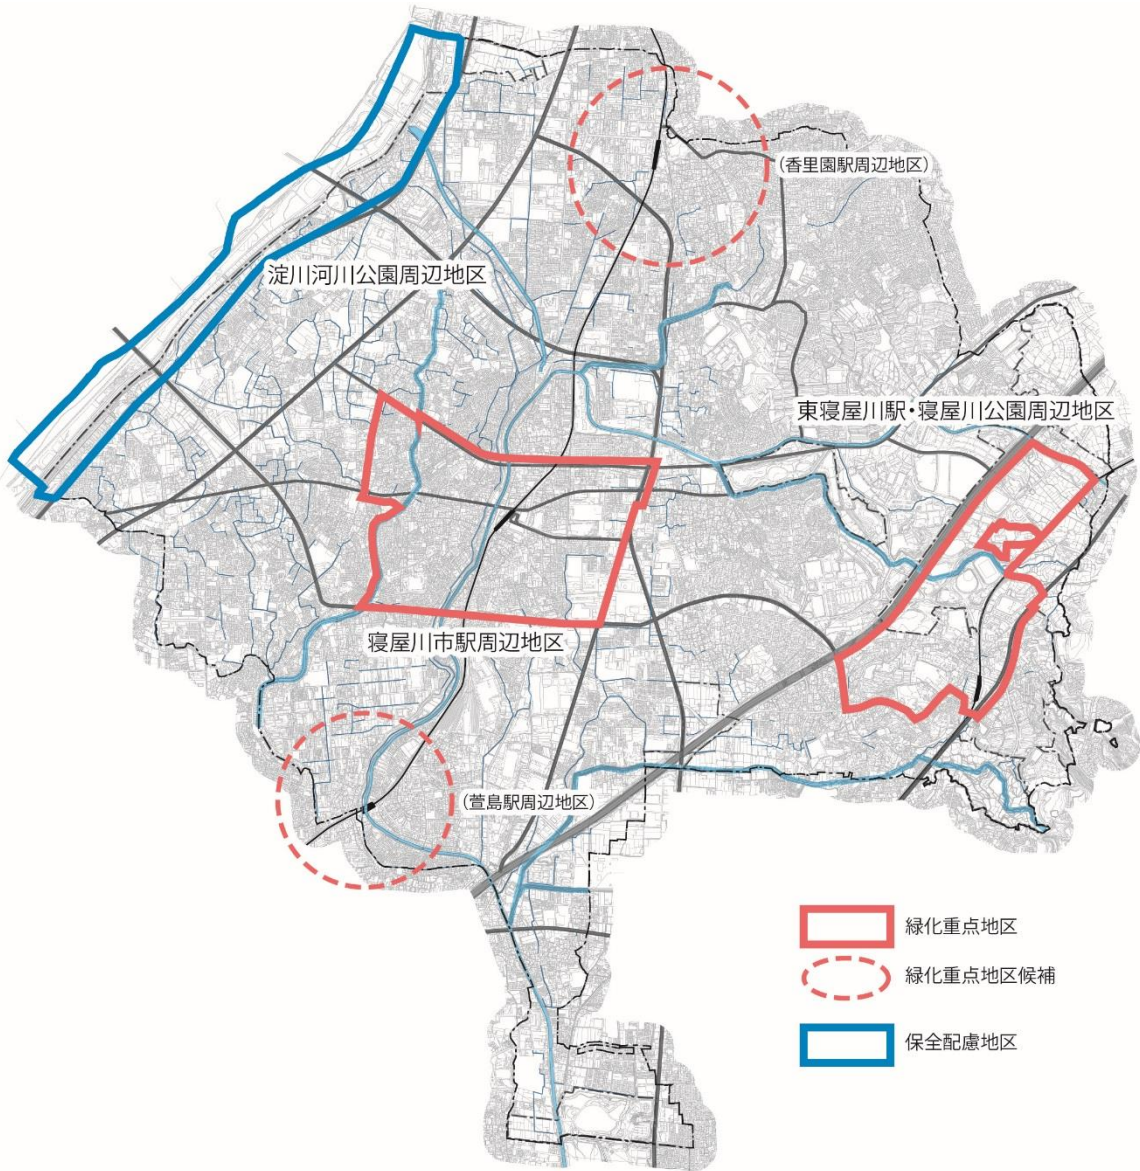 (香里園駅周辺地区)
淀川河川公園周辺地区
東寝屋川駅・寝屋川公園周辺地区
寝屋川市駅周辺地区
(萱島駅周辺地区)
緑化重点地区
緑化重点地区候補
保全配慮地区